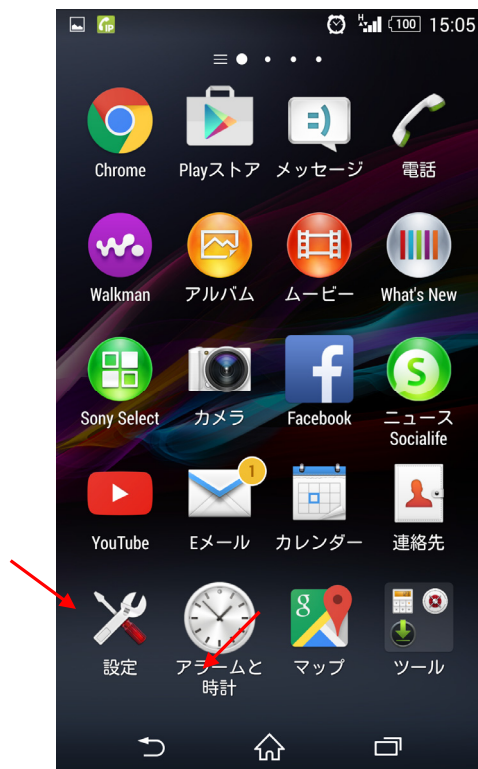 iP
H
100
15:05
Chrome
Playストア
メッセージ
電話
Walkman
アルバム
ムービー
What's New
Sony Select
カメラ
Facebook
ニュース
Socialife
1
YouTube
Eメール
カレンダー
連絡先
設定
アラームと
時計
マップ
ツール